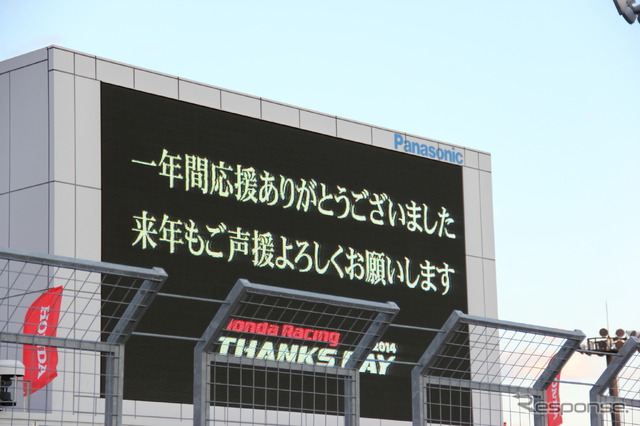 Panasonic
一年間応援ありがとうございました
来年もご声援よろしくお願いします
Honda Racing
THANKS DAY
2014
HONDA
Response.